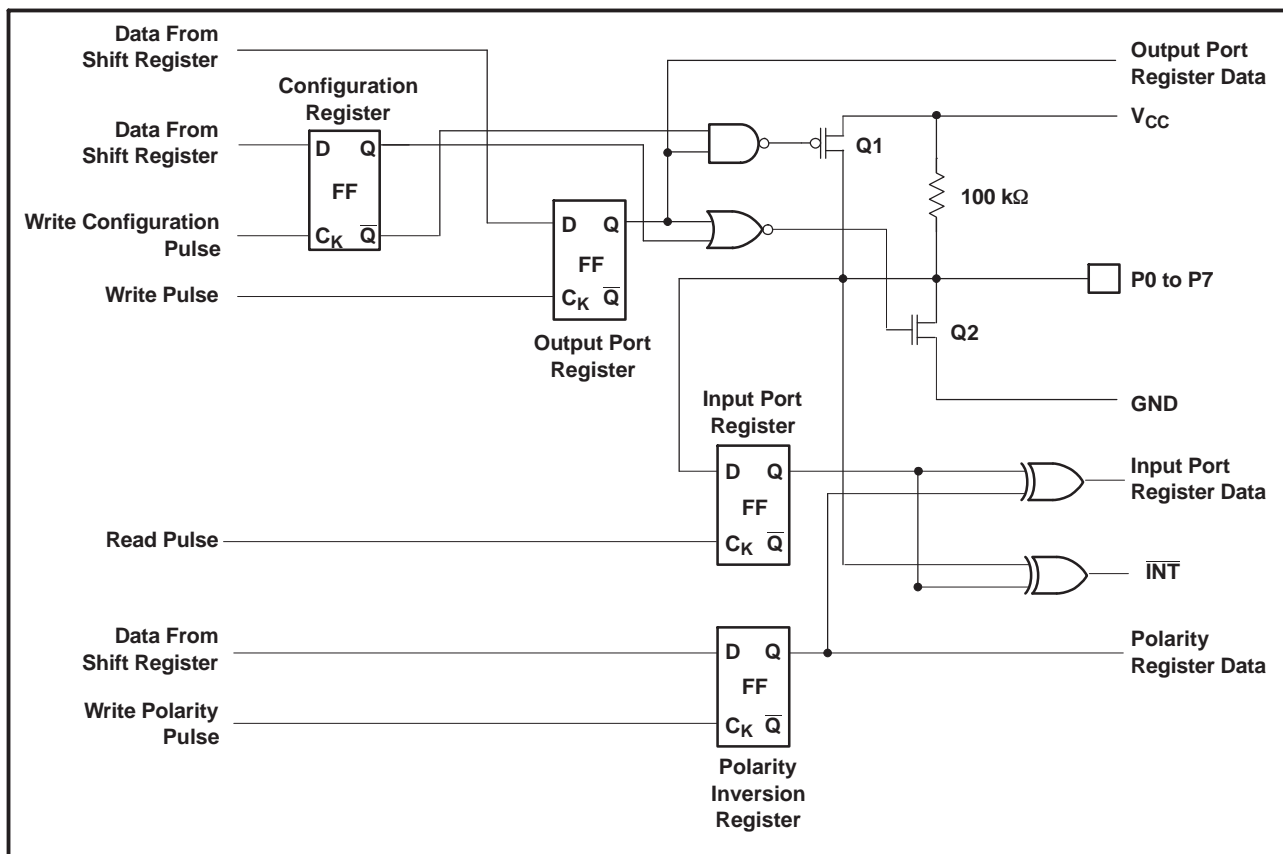 Data From
Shift Register
Configuration
Register
Data From
Shift Register
D Q
FF
CK Q̅
Write Configuration
Pulse
Write Pulse
D Q
FF
CK Q̅
Output Port
Register
Output Port
Register Data
VCC
Q1
100 kΩ
P0 to P7
Q2
GND
Input Port
Register
D Q
FF
CK Q̅
Read Pulse
Input Port
Register Data
I̅N̅T̅
Data From
Shift Register
D Q
FF
CK Q̅
Write Polarity
Pulse
Polarity
Inversion
Register
Polarity
Register Data